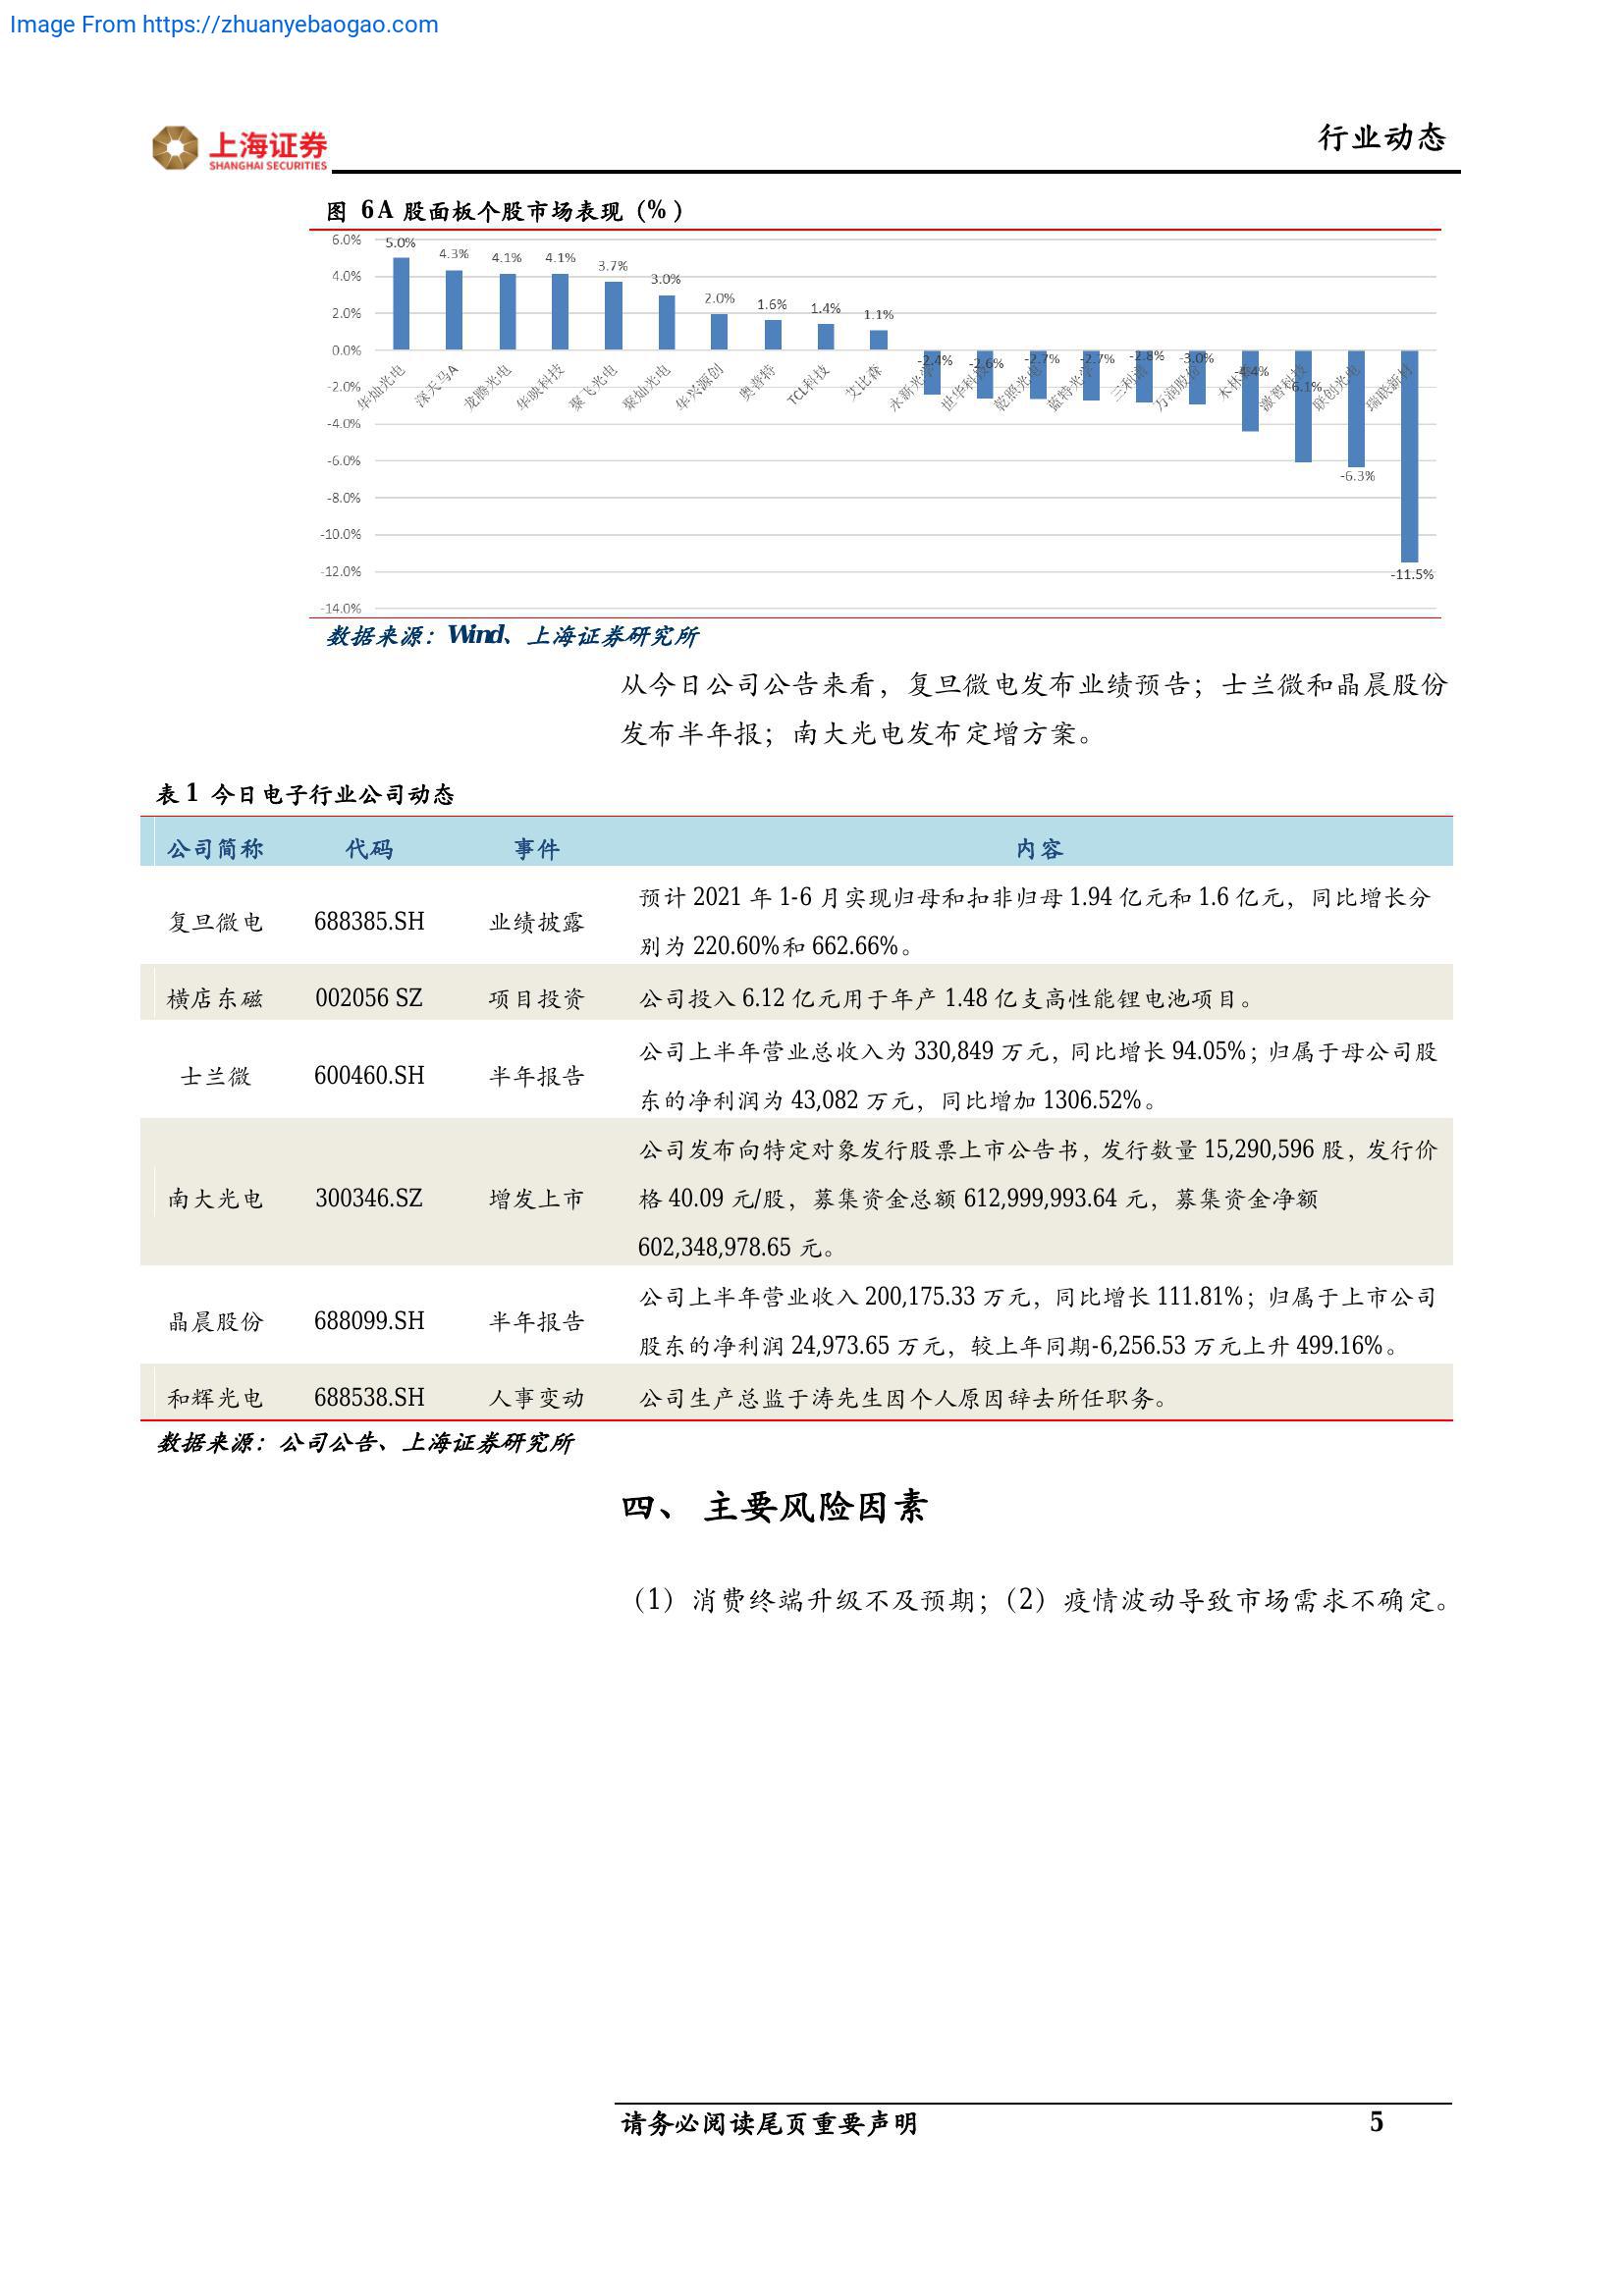 Image From https://zhuanyebaogao.com
上海证券
SHANGHAI SECURITIES
行业动态
图 6A 股面板个股市场表现（%）
6.0%
4.0%
2.0%
0.0%
-2.0%
-4.0%
-6.0%
-8.0%
-10.0%
-12.0%
-14.0%
5.0% 4.3% 4.1% 4.1% 3.7% 3.0% 2.0% 1.6% 1.4% 1.1% -2.4% -2.6% -2.7% -2.7% -2.8% -3.0% -4.4% -6.1% -6.3% -11.5%
华灿光电 深天马A 龙腾光电 华映科技 聚飞光电 聚灿光电 华兴源创 奥普特 TCL科技 艾比森 永新光学 世华科技 乾照光电 蓝特光学 三利谱 万润股份 木林森 激智科技 联创光电 瑞联新材
数据来源：Wind、上海证券研究所
从今日公司公告来看，复旦微电发布业绩预告；士兰微和晶晨股份
发布半年报；南大光电发布定增方案。
表 1 今日电子行业公司动态
公司简称 代码 事件 内容
复旦微电 688385.SH 业绩披露 预计 2021 年 1-6 月实现归母和扣非归母 1.94 亿元和 1.6 亿元，同比增长分
别为 220.60%和 662.66%。
横店东磁 002056 SZ 项目投资 公司投入 6.12 亿元用于年产 1.48 亿支高性能锂电池项目。
士兰微 600460.SH 半年报告 公司上半年营业总收入为 330,849 万元，同比增长 94.05%；归属于母公司股
东的净利润为 43,082 万元，同比增加 1306.52%。
南大光电 300346.SZ 增发上市 公司发布向特定对象发行股票上市公告书，发行数量 15,290,596 股，发行价
格 40.09 元/股，募集资金总额 612,999,993.64 元，募集资金净额
602,348,978.65 元。
晶晨股份 688099.SH 半年报告 公司上半年营业收入 200,175.33 万元，同比增长 111.81%；归属于上市公司
股东的净利润 24,973.65 万元，较上年同期-6,256.53 万元上升 499.16%。
和辉光电 688538.SH 人事变动 公司生产总监于涛先生因个人原因辞去所任职务。
数据来源：公司公告、上海证券研究所
四、 主要风险因素
（1）消费终端升级不及预期；（2）疫情波动导致市场需求不确定。
请务必阅读尾页重要声明 5